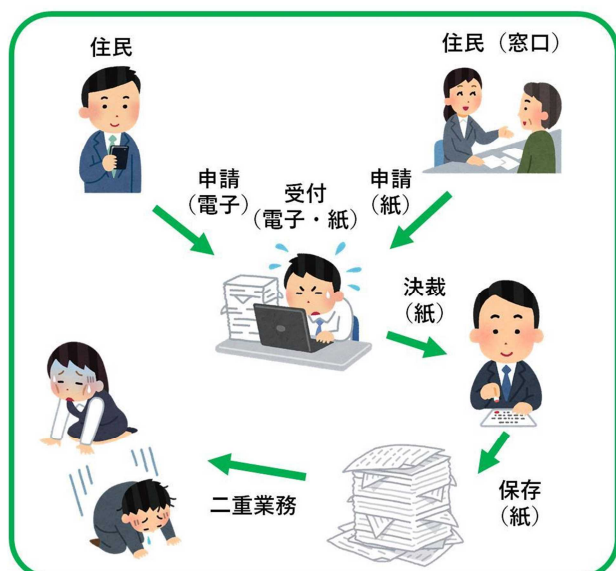 住民
住民（窓口）
申請
（電子）
受付
（電子・紙）
申請
（紙）
決裁
（紙）
保存
（紙）
二重業務